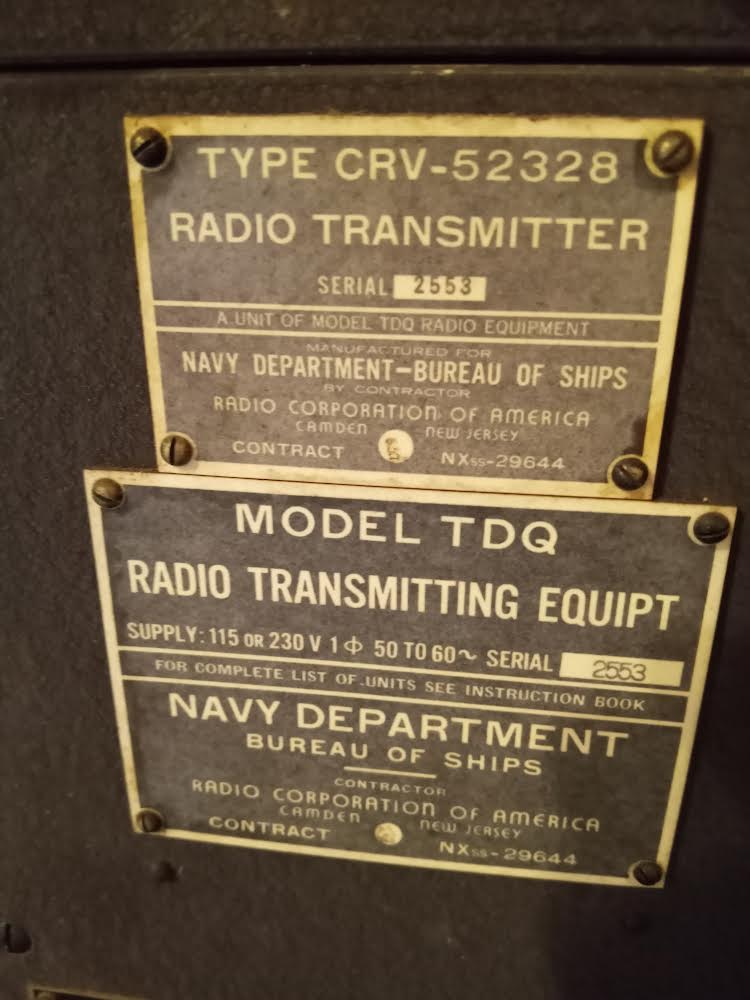 TYPE CRV-52328
RADIO TRANSMITTER
SERIAL 2553
A UNIT OF MODEL TDQ RADIO EQUIPMENT
MANUFACTURED FOR
NAVY DEPARTMENT-BUREAU OF SHIPS
BY CONTRACTOR
RADIO CORPORATION OF AMERICA
CAMDEN NEW JERSEY
CONTRACT NXss-29644
MODEL TDQ
RADIO TRANSMITTING EQUIPT
SUPPLY: 115 OR 230 V 1 ϕ 50 TO 60~ SERIAL 2553
FOR COMPLETE LIST OF UNITS SEE INSTRUCTION BOOK
NAVY DEPARTMENT
BUREAU OF SHIPS
CONTRACTOR
RADIO CORPORATION OF AMERICA
CAMDEN NEW JERSEY
CONTRACT NXss-29644